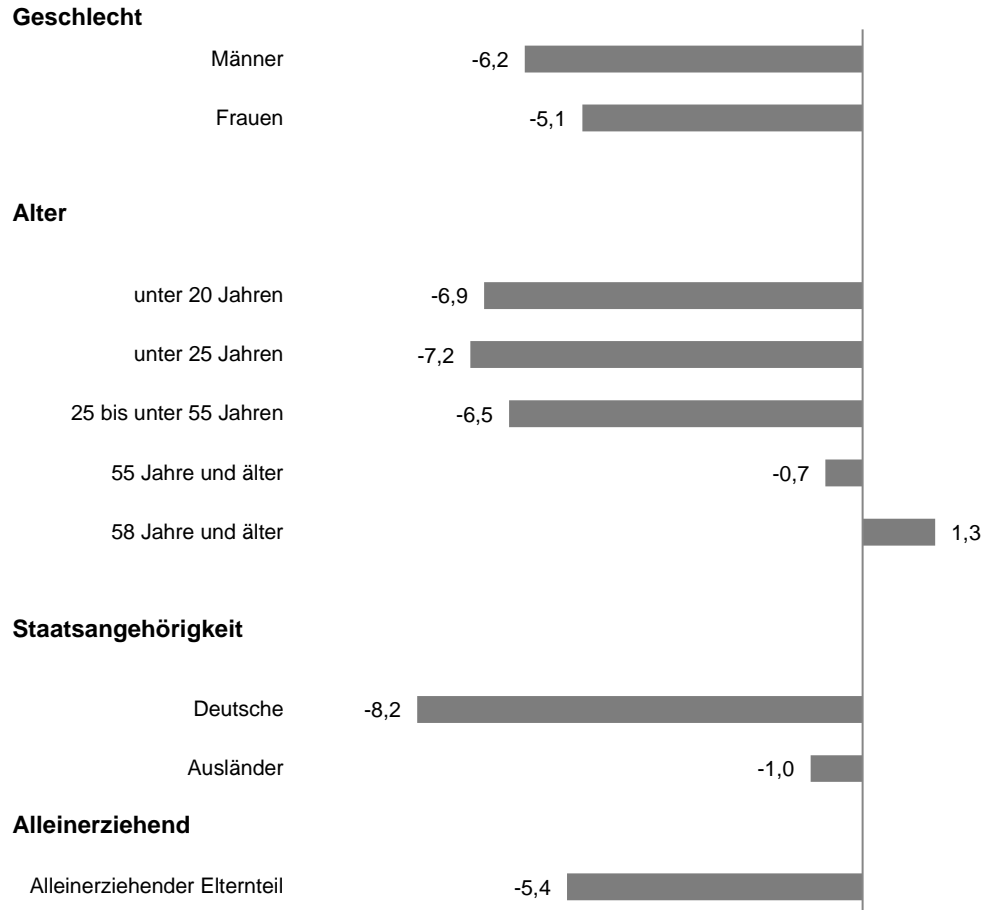 Geschlecht
Männer -6,2
Frauen -5,1
Alter
unter 20 Jahren -6,9
unter 25 Jahren -7,2
25 bis unter 55 Jahren -6,5
55 Jahre und älter -0,7
58 Jahre und älter 1,3
Staatsangehörigkeit
Deutsche -8,2
Ausländer -1,0
Alleinerziehend
Alleinerziehender Elternteil -5,4